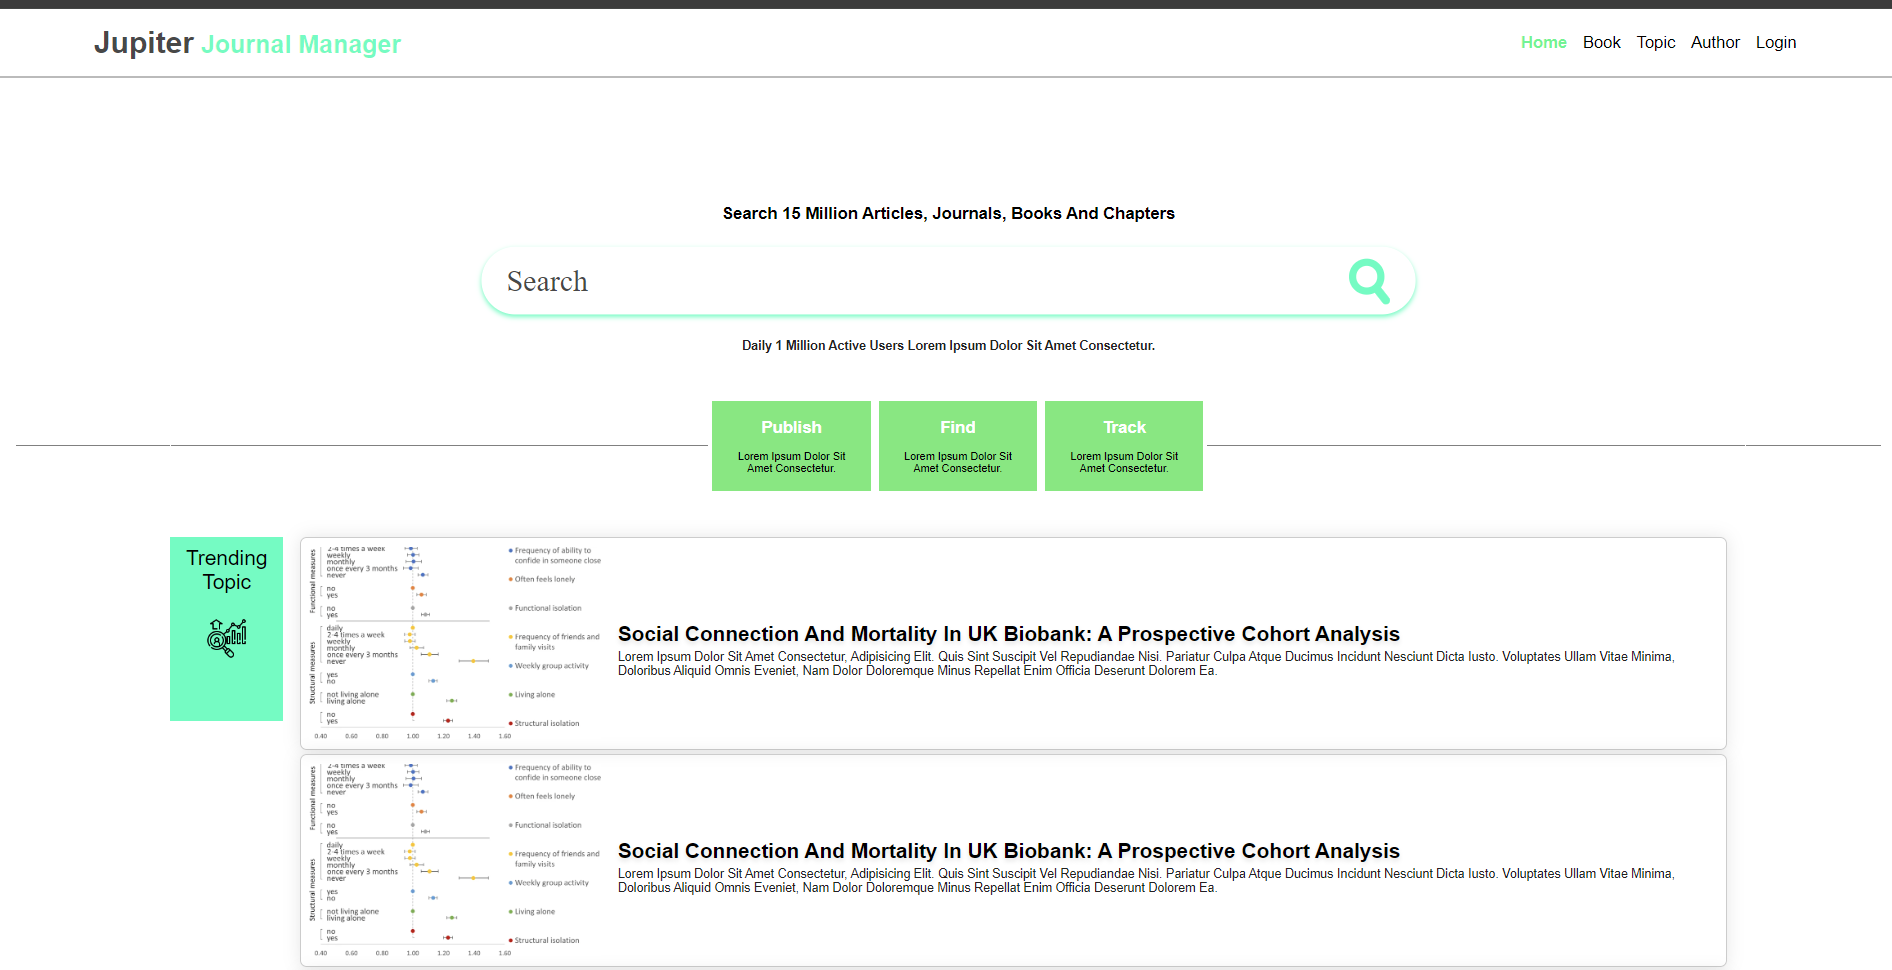 Jupiter Journal Manager
Home Book Topic Author Login
Search 15 Million Articles, Journals, Books And Chapters
Search
Daily 1 Million Active Users Lorem Ipsum Dolor Sit Amet Consectetur.
Publish
Lorem Ipsum Dolor Sit
Amet Consectetur.
Find
Lorem Ipsum Dolor Sit
Amet Consectetur.
Track
Lorem Ipsum Dolor Sit
Amet Consectetur.
Trending
Topic
Functional measures
2-4 times a week
weekly
monthly
once every 3 months
never
no
yes
no
yes
Structural measures
daily
2-4 times a week
weekly
monthly
once every 3 months
never
yes
no
not living alone
living alone
no
yes
0.40 0.60 0.80 1.00 1.20 1.40 1.60
Frequency of ability to
confide in someone close
Often feels lonely
Functional isolation
Frequency of friends and
family visits
Weekly group activity
Living alone
Structural isolation
Social Connection And Mortality In UK Biobank: A Prospective Cohort Analysis
Lorem Ipsum Dolor Sit Amet Consectetur, Adipisicing Elit. Quis Sint Suscipit Vel Repudiandae Nisi. Pariatur Culpa Atque Ducimus Incidunt Nesciunt Dicta Iusto. Voluptates Ullam Vitae Minima,
Doloribus Aliquid Omnis Eveniet, Nam Dolor Doloremque Minus Repellat Enim Officia Deserunt Dolorem Ea.
Functional measures
2-4 times a week
weekly
monthly
once every 3 months
never
no
yes
no
yes
Structural measures
daily
2-4 times a week
weekly
monthly
once every 3 months
never
yes
no
not living alone
living alone
no
yes
0.40 0.60 0.80 1.00 1.20 1.40 1.60
Frequency of ability to
confide in someone close
Often feels lonely
Functional isolation
Frequency of friends and
family visits
Weekly group activity
Living alone
Structural isolation
Social Connection And Mortality In UK Biobank: A Prospective Cohort Analysis
Lorem Ipsum Dolor Sit Amet Consectetur, Adipisicing Elit. Quis Sint Suscipit Vel Repudiandae Nisi. Pariatur Culpa Atque Ducimus Incidunt Nesciunt Dicta Iusto. Voluptates Ullam Vitae Minima,
Doloribus Aliquid Omnis Eveniet, Nam Dolor Doloremque Minus Repellat Enim Officia Deserunt Dolorem Ea.